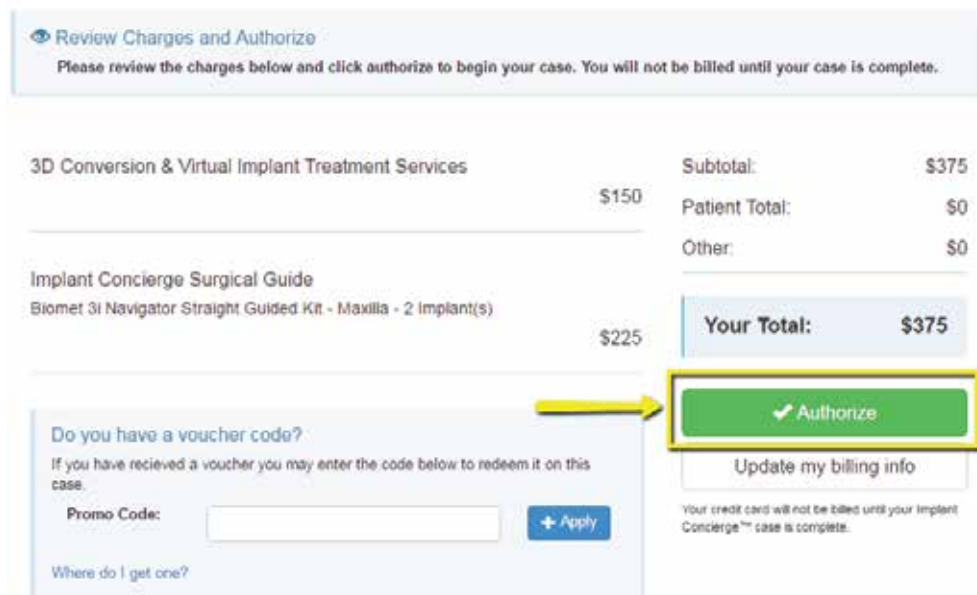 Review Charges and Authorize
Please review the charges below and click authorize to begin your case. You will not be billed until your case is complete.
3D Conversion & Virtual Implant Treatment Services
$150
Implant Concierge Surgical Guide
Biomet 3i Navigator Straight Guided Kit - Maxilla - 2 Implant(s)
$225
Do you have a voucher code?
If you have recieved a voucher you may enter the code below to redeem it on this
case.
Promo Code:
+ Apply
Where do I get one?
Subtotal: $375
Patient Total: $0
Other: $0
Your Total: $375
✔ Authorize
Update my billing info
Your credit card will not be billed until your Implant
Concierge™ case is complete.